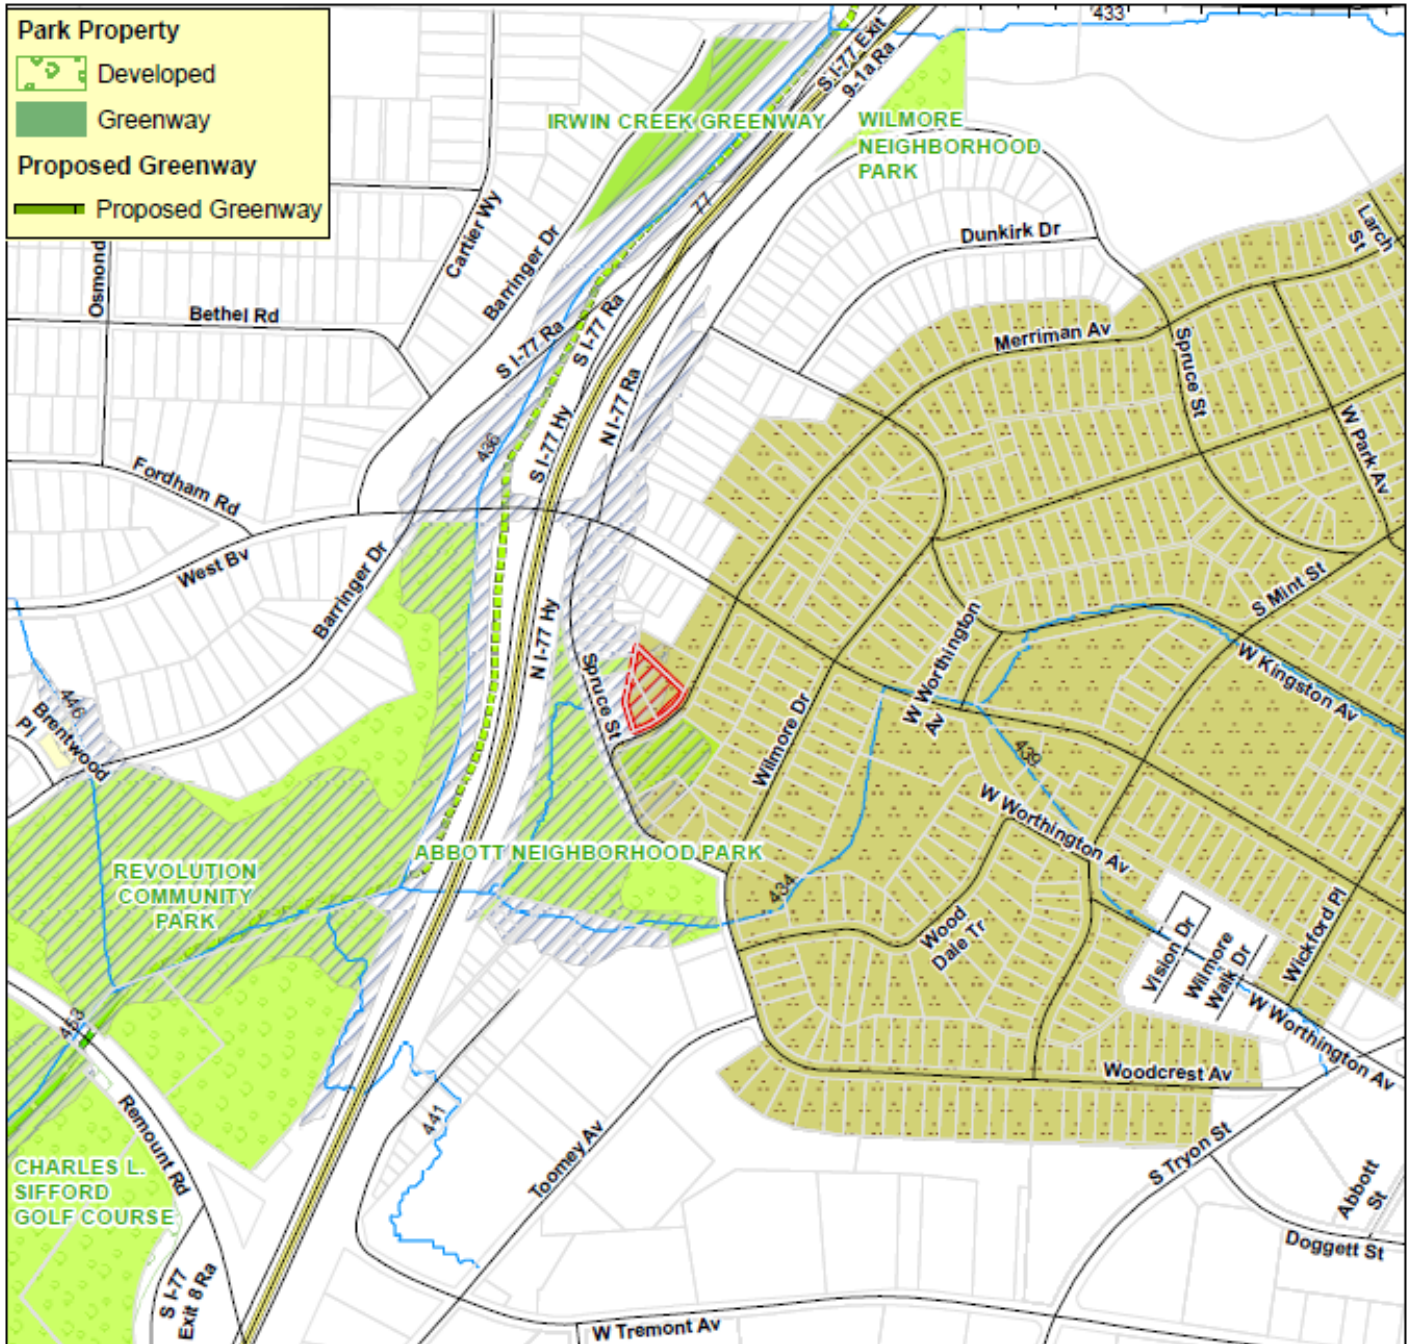 Park Property
Developed
Greenway
Proposed Greenway
Proposed Greenway
433
S I-77 Exit
9-1a Ra
IRWIN CREEK GREENWAY
WILMORE
NEIGHBORHOOD
PARK
77
Larch
St
Cartier Wy
Barringer Dr
Dunkirk Dr
Osmond
Bethel Rd
S I-77 Ra
S I-77 Ra
N I-77 Ra
Merriman Av
Spruce St
W Park Av
436
S I-77 Hy
Fordham Rd
West Bv
Barringer Dr
N I-77 Hy
Spruce St
S Mint St
W Worthington
Av
W Kingston Av
Wilmore Dr
446
Brentwood
Pl
439
W Worthington Av
ABBOTT NEIGHBORHOOD PARK
REVOLUTION
COMMUNITY
PARK
434
Wood
Dale Tr
Vision Dr
Wilmore
Walk Dr
Wickford Pl
W Worthington Av
453
Woodcrest Av
Remount Rd
441
Toomey Av
S Tryon St
Abbott
St
CHARLES L.
SIFFORD
GOLF COURSE
Doggett St
S I-77
Exit 8 Ra
W Tremont Av